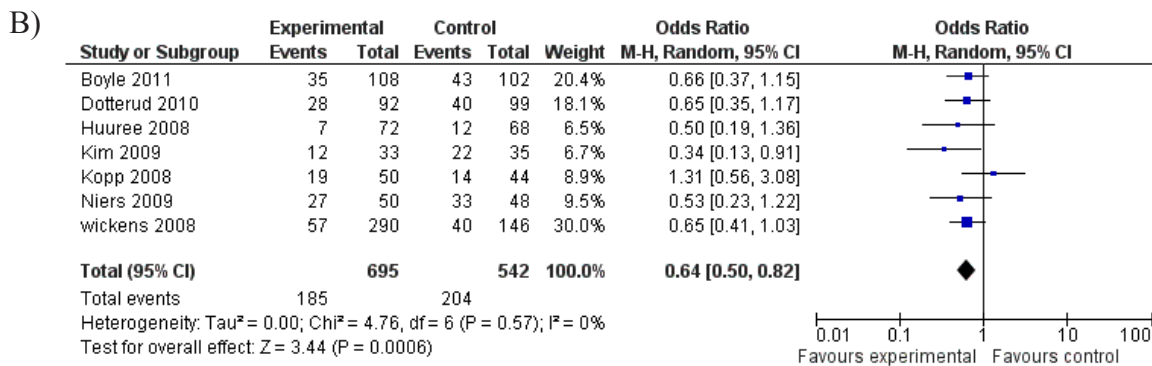 B)
Experimental Control Odds Ratio Odds Ratio
Study or Subgroup Events Total Events Total Weight M-H, Random, 95% CI M-H, Random, 95% CI
Boyle 2011 35 108 43 102 20.4% 0.66 [0.37, 1.15]
Dotterud 2010 28 92 40 99 18.1% 0.65 [0.35, 1.17]
Huuree 2008 7 72 12 68 6.5% 0.50 [0.19, 1.36]
Kim 2009 12 33 22 35 6.7% 0.34 [0.13, 0.91]
Kopp 2008 19 50 14 44 8.9% 1.31 [0.56, 3.08]
Niers 2009 27 50 33 48 9.5% 0.53 [0.23, 1.22]
wickens 2008 57 290 40 146 30.0% 0.65 [0.41, 1.03]
Total (95% CI) 695 542 100.0% 0.64 [0.50, 0.82]
Total events 185 204
Heterogeneity: Tau² = 0.00; Chi² = 4.76, df = 6 (P = 0.57); I² = 0%
Test for overall effect: Z = 3.44 (P = 0.0006)
0.01 0.1 1 10 100
Favours experimental Favours control